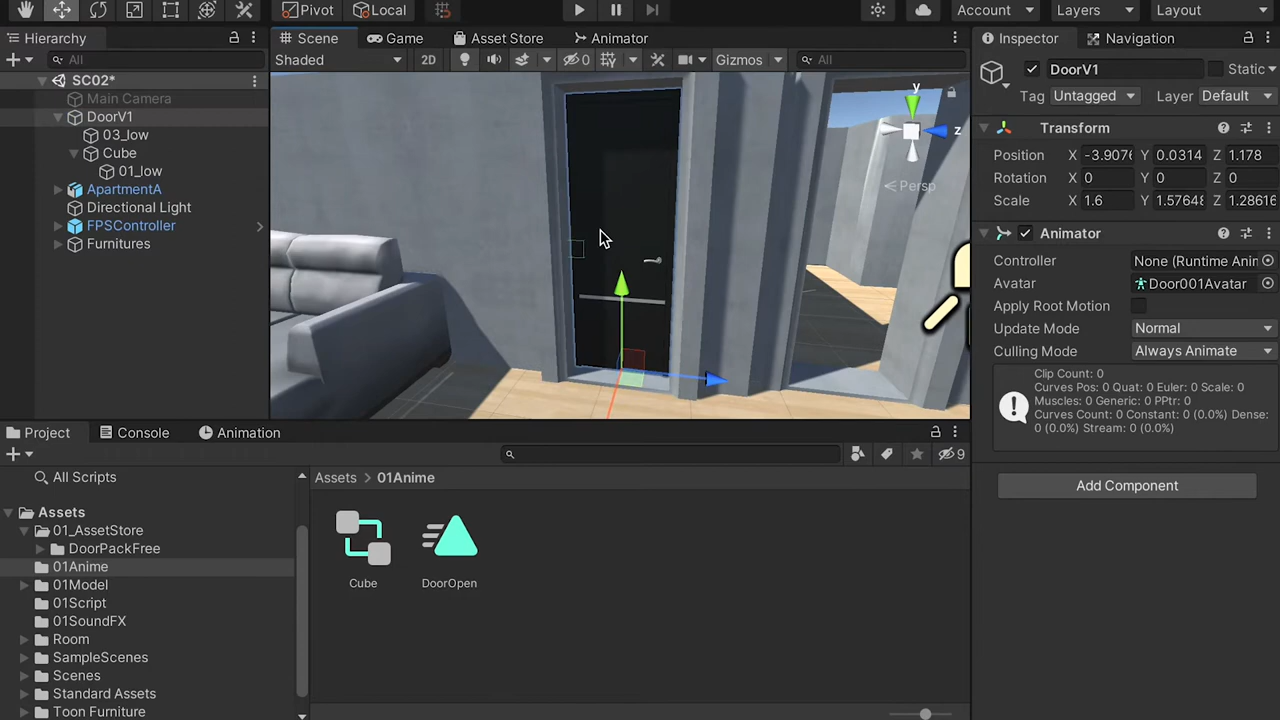 Pivot Local Account Layers Layout
Hierarchy Scene Game Asset Store Animator Inspector Navigation
All Shaded 2D 0 Gizmos All DoorV1 Static
SC02*
Main Camera Tag Untagged Layer Default
DoorV1
03_low y Transform
Cube z Position X -3.9076 Y 0.0314 Z 1.178
01_low Rotation X 0 Y 0 Z 0
ApartmentA Persp Scale X 1.6 Y 1.57648 Z 1.28616
Directional Light
FPSController Animator
Furnitures Controller None (Runtime Anim
Avatar Door001Avatar
Apply Root Motion
Update Mode Normal
Culling Mode Always Animate
Clip Count: 0
Curves Pos: 0 Quat: 0 Euler: 0 Scale: 0
Muscles: 0 Generic: 0 PPtr: 0
Curves Count: 0 Constant: 0 (0.0%) Dense:
0 (0.0%) Stream: 0 (0.0%)
Project Console Animation
9
All Scripts Assets > 01Anime
Add Component
Assets
01_AssetStore
DoorPackFree
01Anime
01Model Cube DoorOpen
01Script
01SoundFX
Room
SampleScenes
Scenes
Standard Assets
Toon Furniture